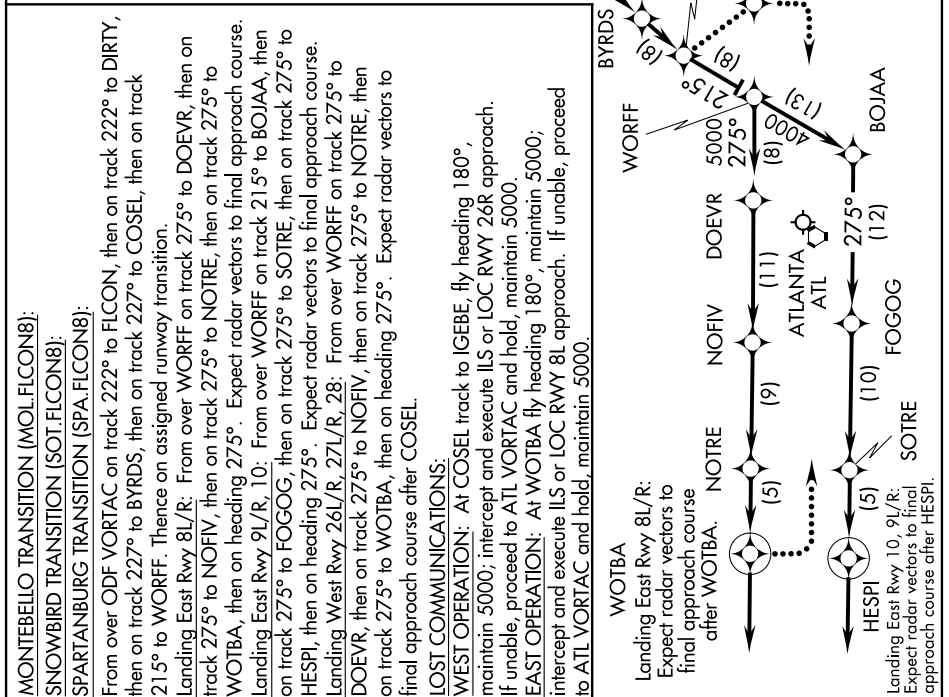 MONTEBELLO TRANSITION (MOL.FLCON8):
SNOWBIRD TRANSITION (SOT.FLCON8):
SPARTANBURG TRANSITION (SPA.FLCON8):
From over ODF VORTAC on track 222° to FLCON, then on track 222° to DIRTY,
then on track 227° to BYRDS, then on track 227° to COSEL, then on track
215° to WORFF. Thence on assigned runway transition.
Landing East Rwy 8L/R: From over WORFF on track 275° to DOEVR, then on
track 275° to NOFIV, then on track 275° to NOTRE, then on track 275° to
WOTBA, then on heading 275°. Expect radar vectors to final approach course.
Landing East Rwy 9L/R, 10: From over WORFF on track 215° to BOJAA, then
on track 275° to FOGOG, then on track 275° to SOTRE, then on track 275° to
HESPI, then on heading 275°. Expect radar vectors to final approach course.
Landing West Rwy 26L/R, 27L/R, 28: From over WORFF on track 275° to
DOEVR, then on track 275° to NOFIV, then on track 275° to NOTRE, then
on track 275° to WOTBA, then on heading 275°. Expect radar vectors to
final approach course after COSEL.
LOST COMMUNICATIONS:
WEST OPERATION: At COSEL track to IGEBE, fly heading 180°,
maintain 5000; intercept and execute ILS or LOC RWY 26R approach.
If unable, proceed to ATL VORTAC and hold, maintain 5000.
EAST OPERATION: At WOTBA fly heading 180°, maintain 5000;
intercept and execute ILS or LOC RWY 8L approach. If unable, proceed
to ATL VORTAC and hold, maintain 5000.
BYRDS
(8)
215°
(8)
WORFF
5000
275°
(8)
4000
(13)
BOJAA
DOEVR
(11)
NOFIV
(9)
NOTRE
(5)
WOTBA
Landing East Rwy 8L/R:
Expect radar vectors to
final approach course
after WOTBA.
ATLANTA
ATL
275°
(12)
FOGOG
(10)
SOTRE
(5)
HESPI
Landing East Rwy 10, 9L/R:
Expect radar vectors to final
approach course after HESPI.